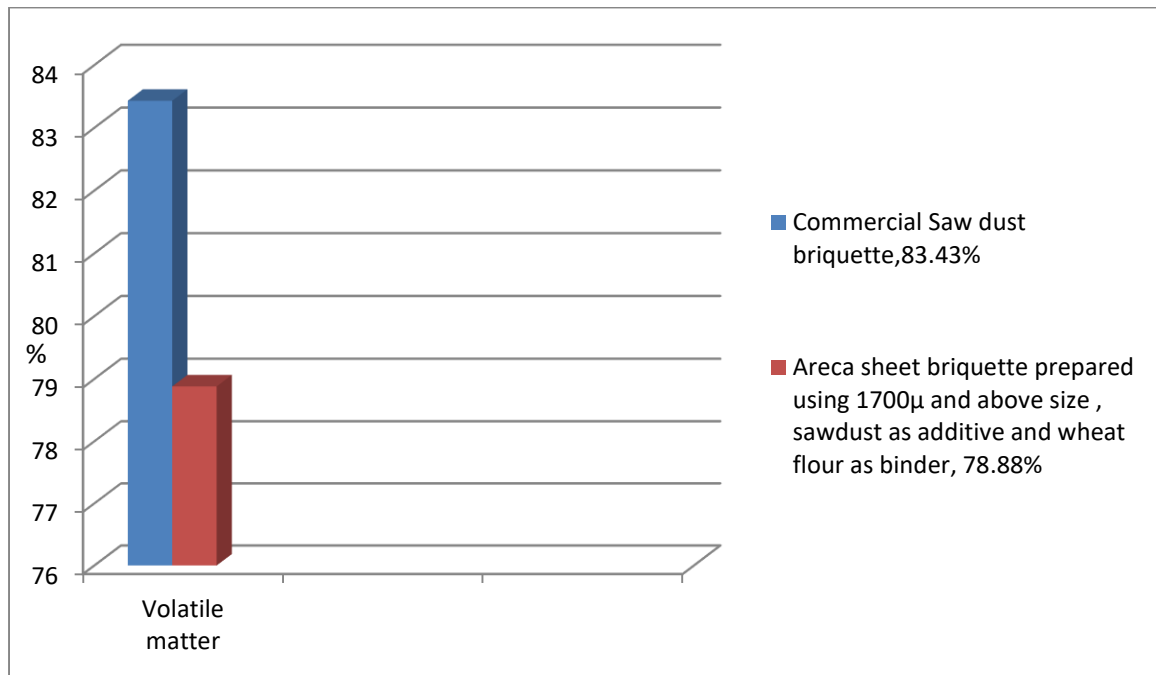 84
83
82
81
80
%
79
78
77
76
Volatile
matter
Commercial Saw dust
briquette,83.43%
Areca sheet briquette prepared
using 1700µ and above size ,
sawdust as additive and wheat
flour as binder, 78.88%